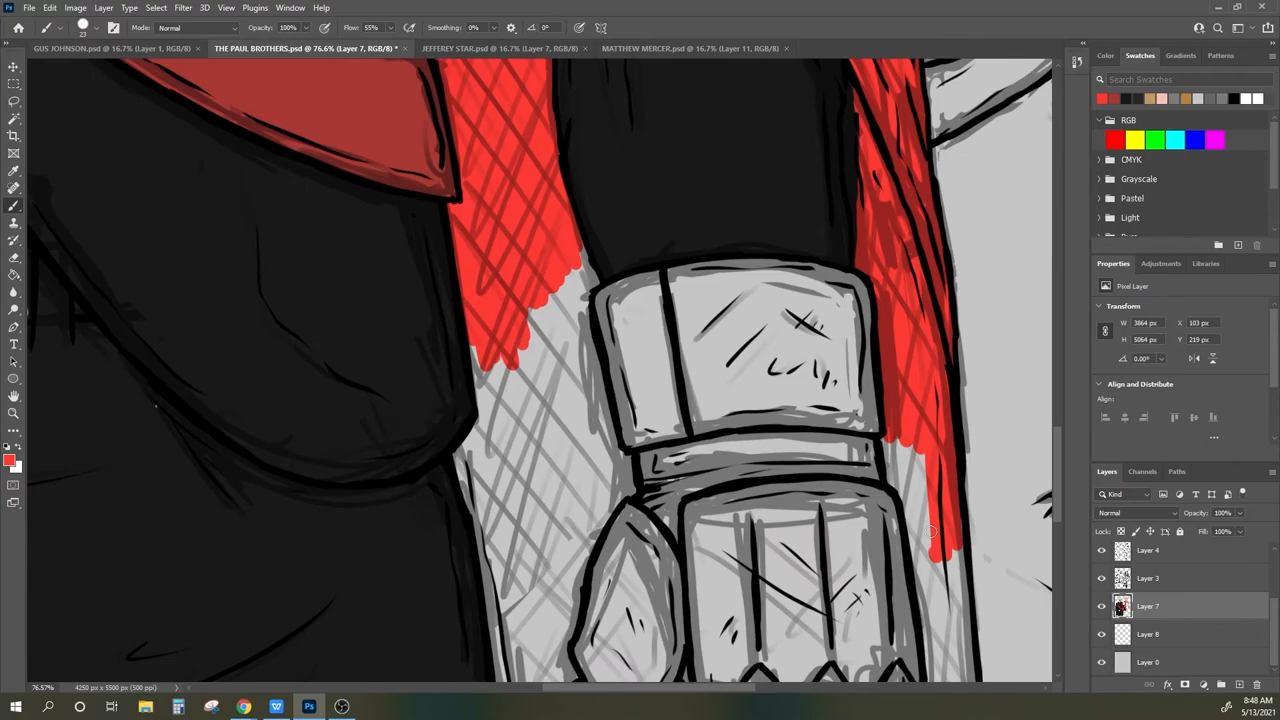 Ps File Edit Image Layer Type Select Filter 3D View Plugins Window Help
Mode: Normal Opacity: 100% Flow: 55% Smoothing: 0% 0°
23
GUS JOHNSON.psd @ 16.7% (Layer 1, RGB/8) × THE PAUL BROTHERS.psd @ 76.6% (Layer 7, RGB/8) * × JEFFEREY STAR.psd @ 16.7% (Layer 7, RGB/8) × MATTHEW MERCER.psd @ 16.7% (Layer 11, RGB/8) ×
Color Swatches Gradients Patterns
Search Swatches
RGB
CMYK
Grayscale
Pastel
Light
Properties Adjustments Libraries
Pixel Layer
Transform
W 3864 px X 103 px
H 5064 px Y 219 px
0.00°
Align and Distribute
Align:
Layers Channels Paths
Kind
Normal Opacity: 100%
Lock: Fill: 100%
Layer 4
Layer 3
Layer 7
Layer 8
Layer 0
76.57% 4250 px x 5500 px (500 ppi)
8:48 AM
5/13/2021